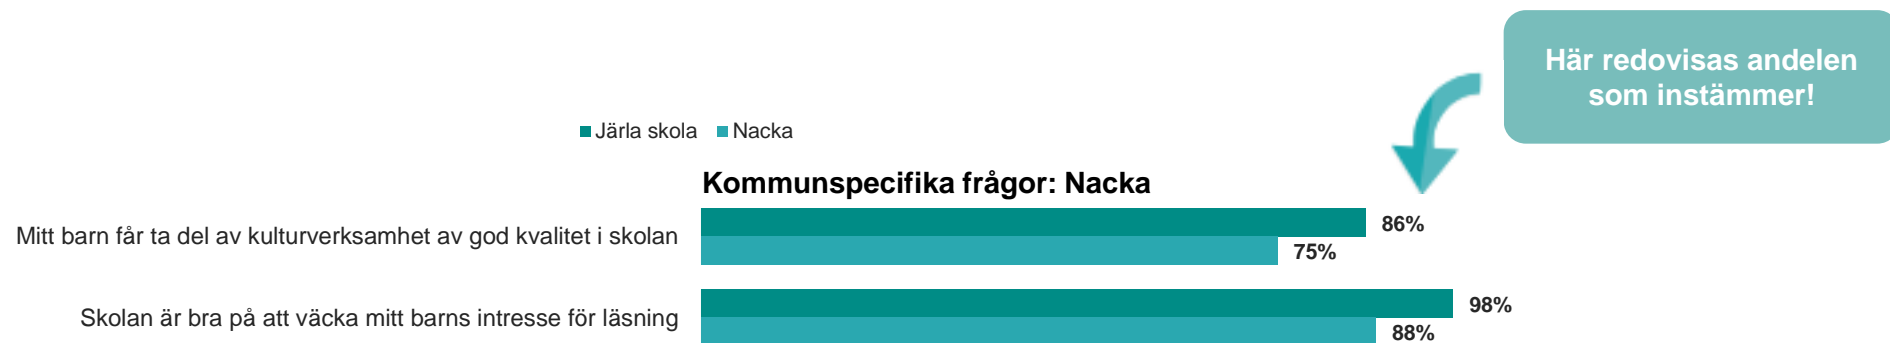 Här redovisas andelen
som instämmer!
Järla skola Nacka
Kommunspecifika frågor: Nacka
Mitt barn får ta del av kulturverksamhet av god kvalitet i skolan
86%
75%
Skolan är bra på att väcka mitt barns intresse för läsning
98%
88%